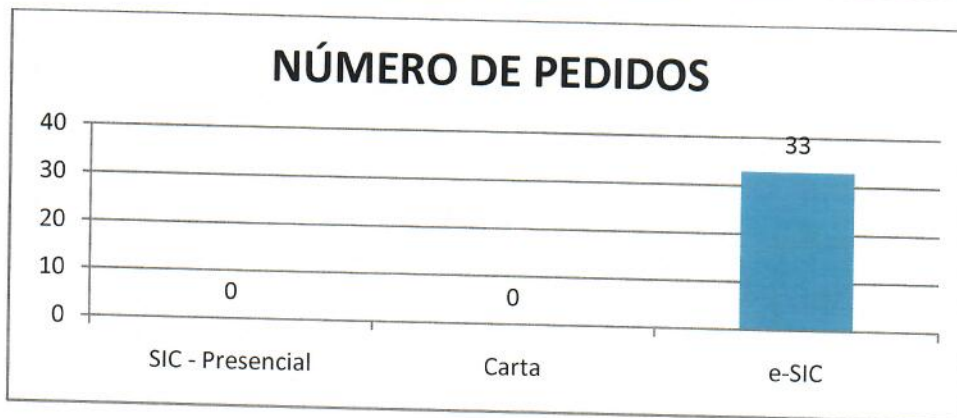 NÚMERO DE PEDIDOS
40
30
20
10
0
0
0
33
SIC - Presencial
Carta
e-SIC